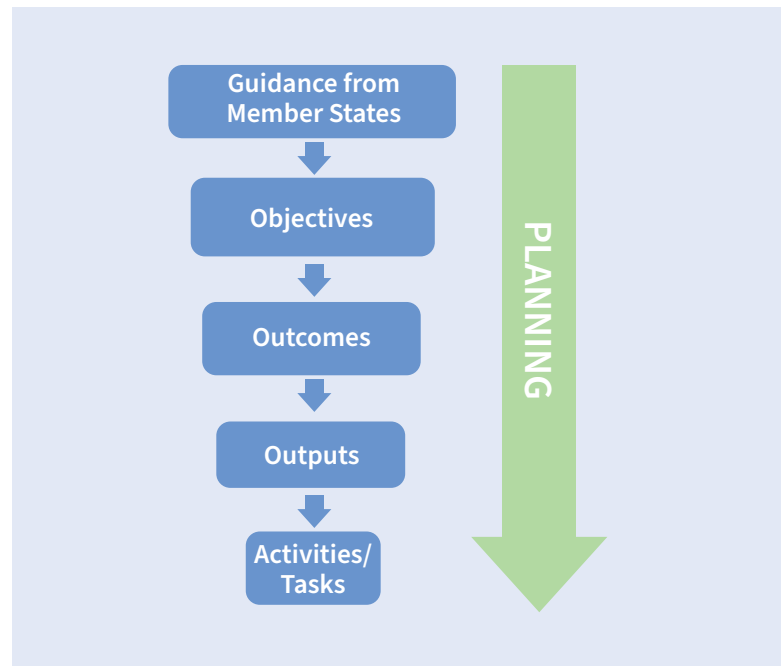 Guidance from
Member States
Objectives
Outcomes
Outputs
Activities/
Tasks
PLANNING